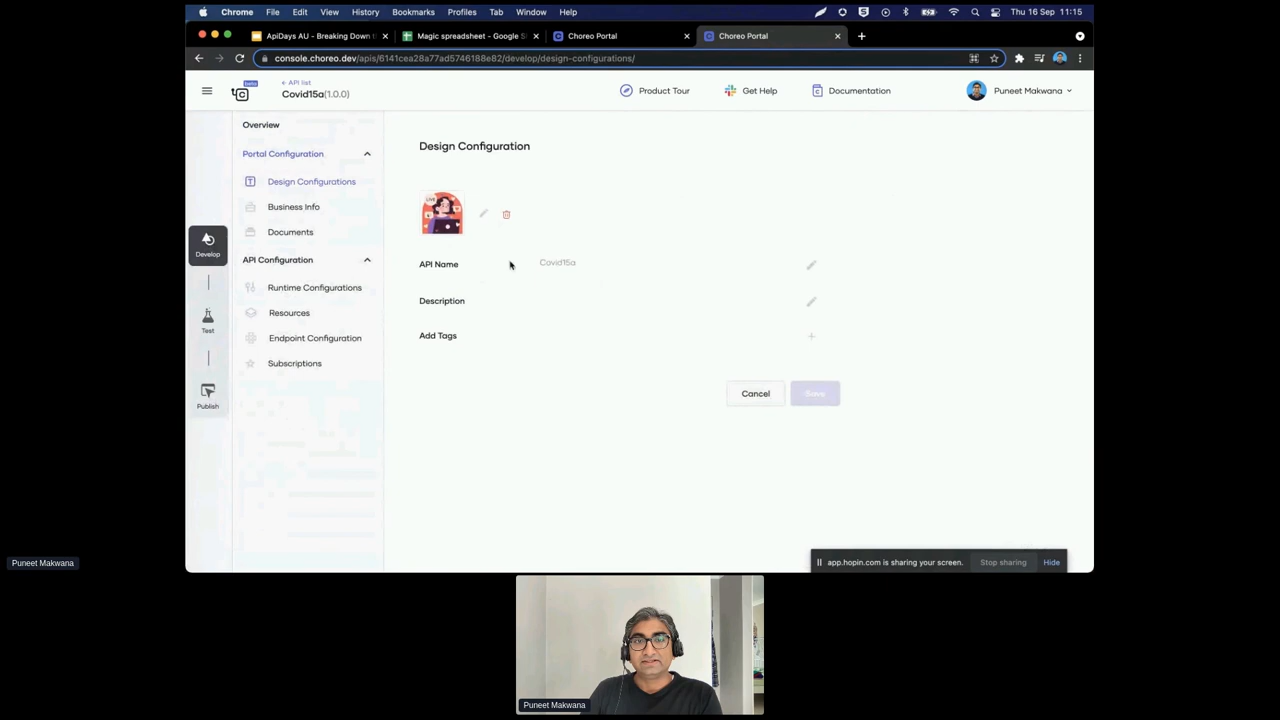 Chrome File Edit View History Bookmarks Profiles Tab Window Help
Thu 16 Sep 11:15
ApiDays AU - Breaking Down
Magic spreadsheet - Google
Choreo Portal
Choreo Portal
console.choreo.dev/apis/6141cea28a77ad5746188e82/develop/design-configurations/
beta
API list
Covid15a(1.0.0)
Product Tour
Get Help
Documentation
Puneet Makwana
Develop
Test
Publish
Overview
Portal Configuration
Design Configurations
Business Info
Documents
API Configuration
Runtime Configurations
Resources
Endpoint Configuration
Subscriptions
Design Configuration
LIVE
API Name
Covid15a
Description
Add Tags
Cancel
Save
app.hopin.com is sharing your screen.
Stop sharing
Hide
Puneet Makwana
Puneet Makwana